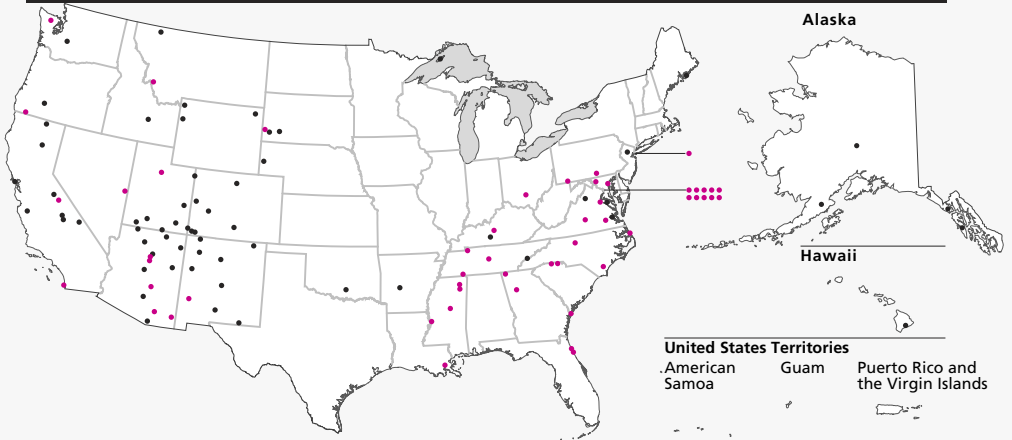 Alaska
Hawaii
United States Territories
American
Samoa
Guam
Puerto Rico and
the Virgin Islands